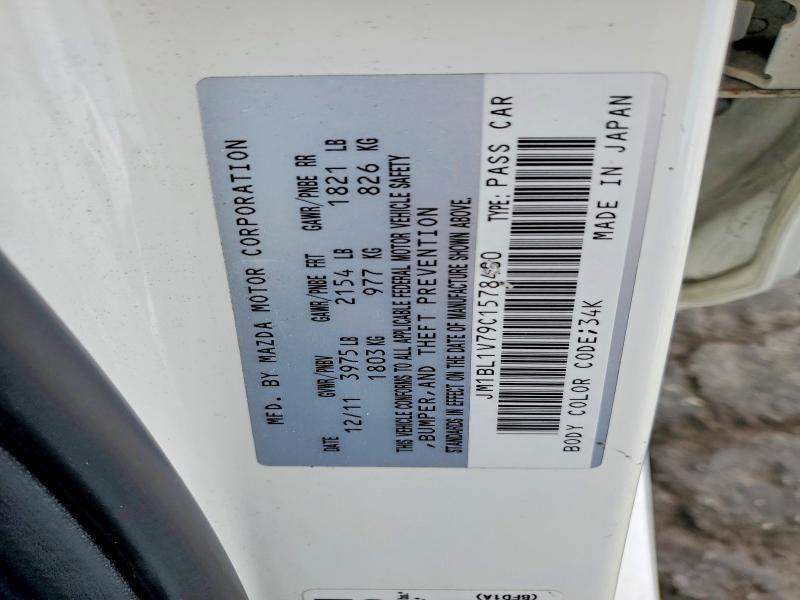 MFD. BY MAZDA MOTOR CORPORATION
DATE GVWR/PNBV GAWR/PNBE FRT GAWR/PNBE RR
12/11 3975 LB 2154 LB 1821 LB
1803 KG 977 KG 826 KG
THIS VEHICLE CONFORMS TO ALL APPLICABLE FEDERAL MOTOR VEHICLE SAFETY
,BUMPER,AND THEFT PREVENTION
STANDARDS IN EFFECT ON THE DATE OF MANUFACTURE SHOWN ABOVE.
JM1BL1V79C1578480 TYPE: PASS CAR
BODY COLOR CODE;34K MADE IN JAPAN
(BFD1A)